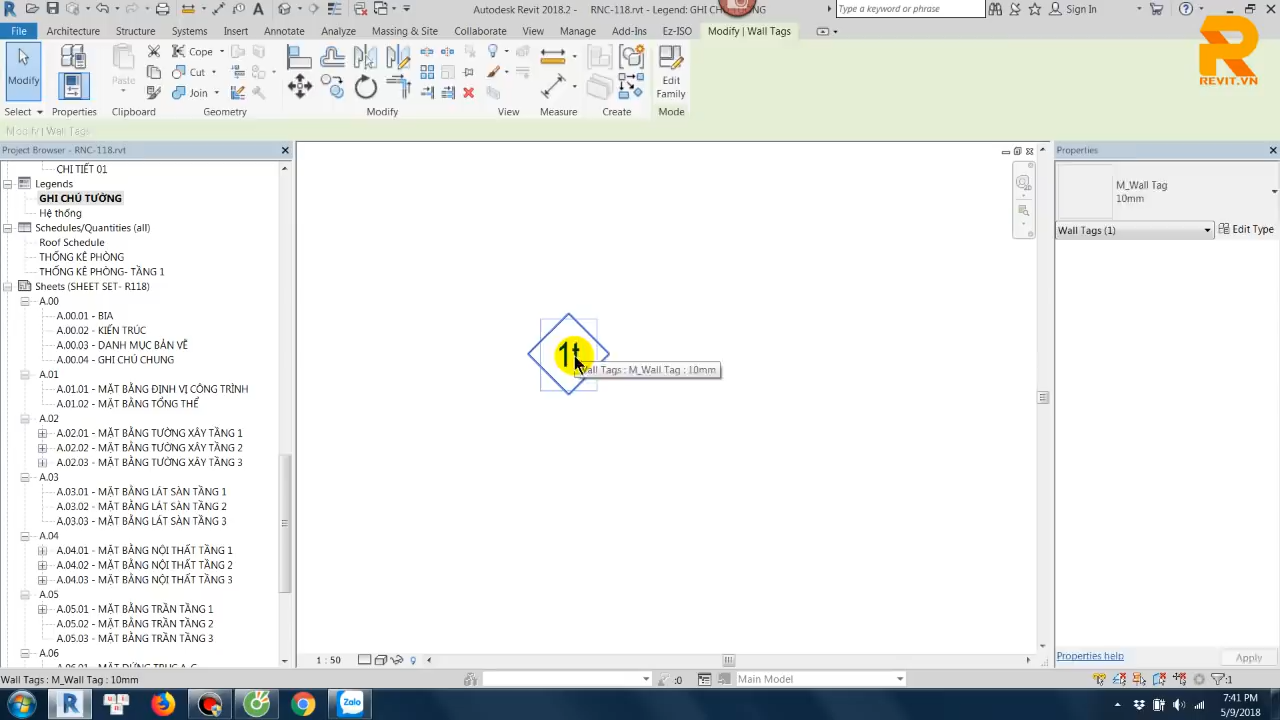 Autodesk Revit 2018.2 - RNC-118.rvt - Legend: GHI CHÚ TƯỜNG
Type a keyword or phrase
Sign In
File Architecture Structure Systems Insert Annotate Analyze Massing & Site Collaborate View Manage Add-Ins Ez-ISO Modify | Wall Tags
Modify
Paste
Cope
Cut
Join
Edit Family
Select Properties Clipboard Geometry Modify View Measure Create Mode
REVIT.VN
Modify | Wall Tags
Project Browser - RNC-118.rvt
CHI TIẾT 01
Legends
GHI CHÚ TƯỜNG
Hệ thống
Schedules/Quantities (all)
Roof Schedule
THỐNG KÊ PHÒNG
THỐNG KÊ PHÒNG- TẦNG 1
Sheets (SHEET SET- R118)
A.00
A.00.01 - BIA
A.00.02 - KIẾN TRÚC
A.00.03 - DANH MỤC BẢN VẼ
A.00.04 - GHI CHÚ CHUNG
A.01
A.01.01 - MẶT BẰNG ĐỊNH VỊ CÔNG TRÌNH
A.01.02 - MẶT BẰNG TỔNG THỂ
A.02
A.02.01 - MẶT BẰNG TƯỜNG XÂY TẦNG 1
A.02.02 - MẶT BẰNG TƯỜNG XÂY TẦNG 2
A.02.03 - MẶT BẰNG TƯỜNG XÂY TẦNG 3
A.03
A.03.01 - MẶT BẰNG LÁT SÀN TẦNG 1
A.03.02 - MẶT BẰNG LÁT SÀN TẦNG 2
A.03.03 - MẶT BẰNG LÁT SÀN TẦNG 3
A.04
A.04.01 - MẶT BẰNG NỘI THẤT TẦNG 1
A.04.02 - MẶT BẰNG NỘI THẤT TẦNG 2
A.04.03 - MẶT BẰNG NỘI THẤT TẦNG 3
A.05
A.05.01 - MẶT BẰNG TRẦN TẦNG 1
A.05.02 - MẶT BẰNG TRẦN TẦNG 2
A.05.03 - MẶT BẰNG TRẦN TẦNG 3
A.06
1t
Wall Tags : M_Wall Tag : 10mm
Properties
M_Wall Tag
10mm
Wall Tags (1)
Edit Type
Properties help
Apply
1 : 50
Wall Tags : M_Wall Tag : 10mm
:0
Main Model
:1
Zalo
7:41 PM
5/9/2018